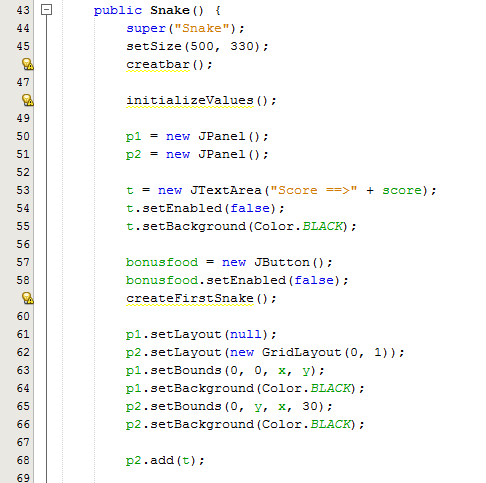 43 public Snake() {
44 super("Snake");
45 setSize(500, 330);
creatbar();
47
initializeValues();
49
50 p1 = new JPanel();
51 p2 = new JPanel();
52
53 t = new JTextArea("Score ==>" + score);
54 t.setEnabled(false);
55 t.setBackground(Color.BLACK);
56
57 bonusfood = new JButton();
58 bonusfood.setEnabled(false);
createFirstSnake();
60
61 p1.setLayout(null);
62 p2.setLayout(new GridLayout(0, 1));
63 p1.setBounds(0, 0, x, y);
64 p1.setBackground(Color.BLACK);
65 p2.setBounds(0, y, x, 30);
66 p2.setBackground(Color.BLACK);
67
68 p2.add(t);
69